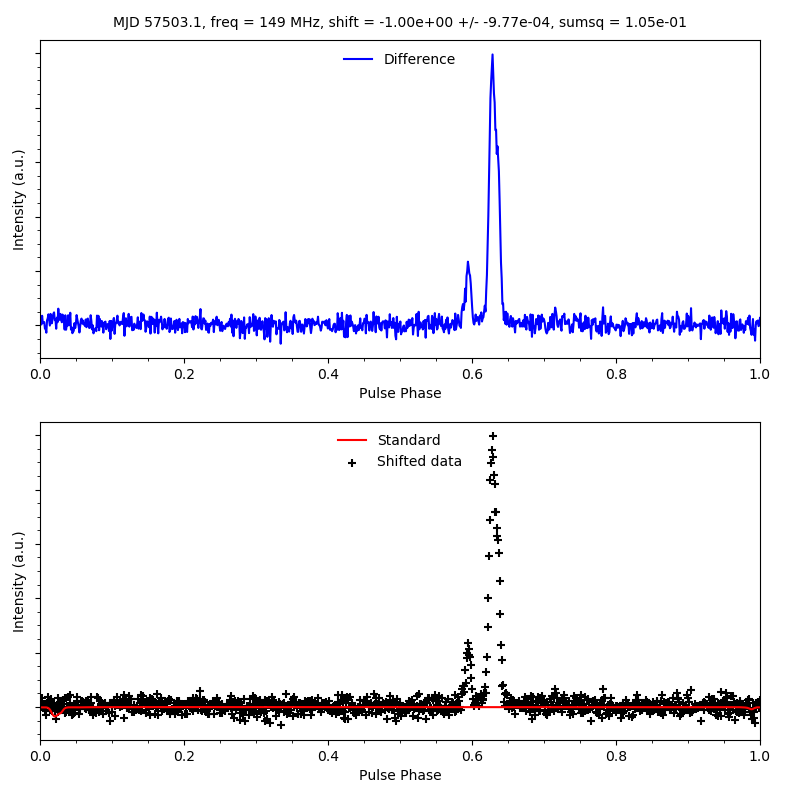 MJD 57503.1, freq = 149 MHz, shift = -1.00e+00 +/- -9.77e-04, sumsq = 1.05e-01
Difference
Intensity (a.u.)
0.0 0.2 0.4 0.6 0.8 1.0
Pulse Phase
Standard
Shifted data
Intensity (a.u.)
0.0 0.2 0.4 0.6 0.8 1.0
Pulse Phase